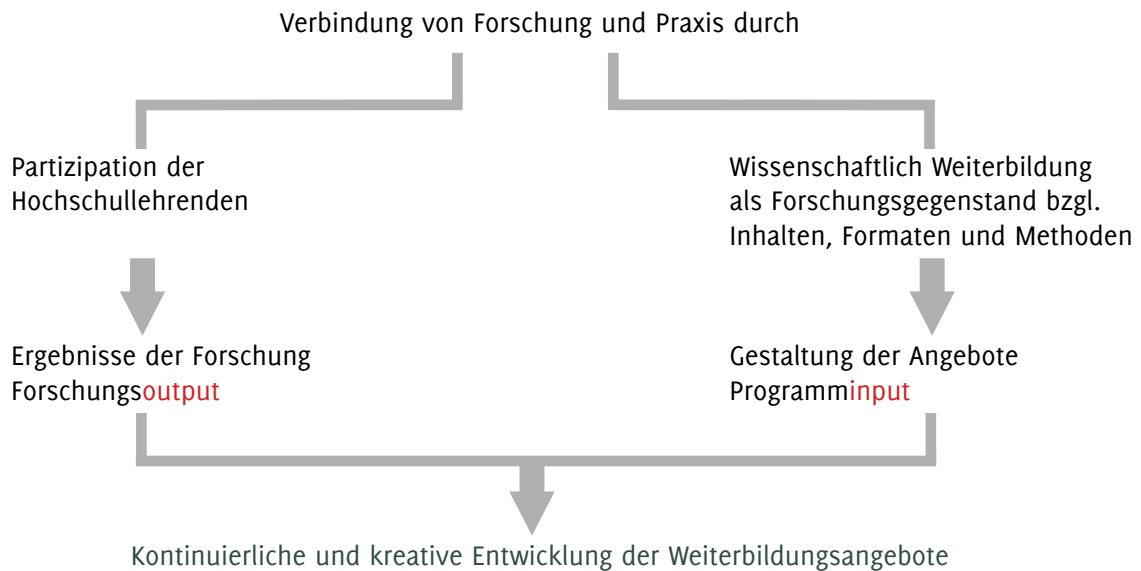 Verbindung von Forschung und Praxis durch
Partizipation der
Hochschullehrenden
Wissenschaftlich Weiterbildung
als Forschungsgegenstand bzgl.
Inhalten, Formaten und Methoden
Ergebnisse der Forschung
Forschungsoutput
Gestaltung der Angebote
Programminput
Kontinuierliche und kreative Entwicklung der Weiterbildungsangebote